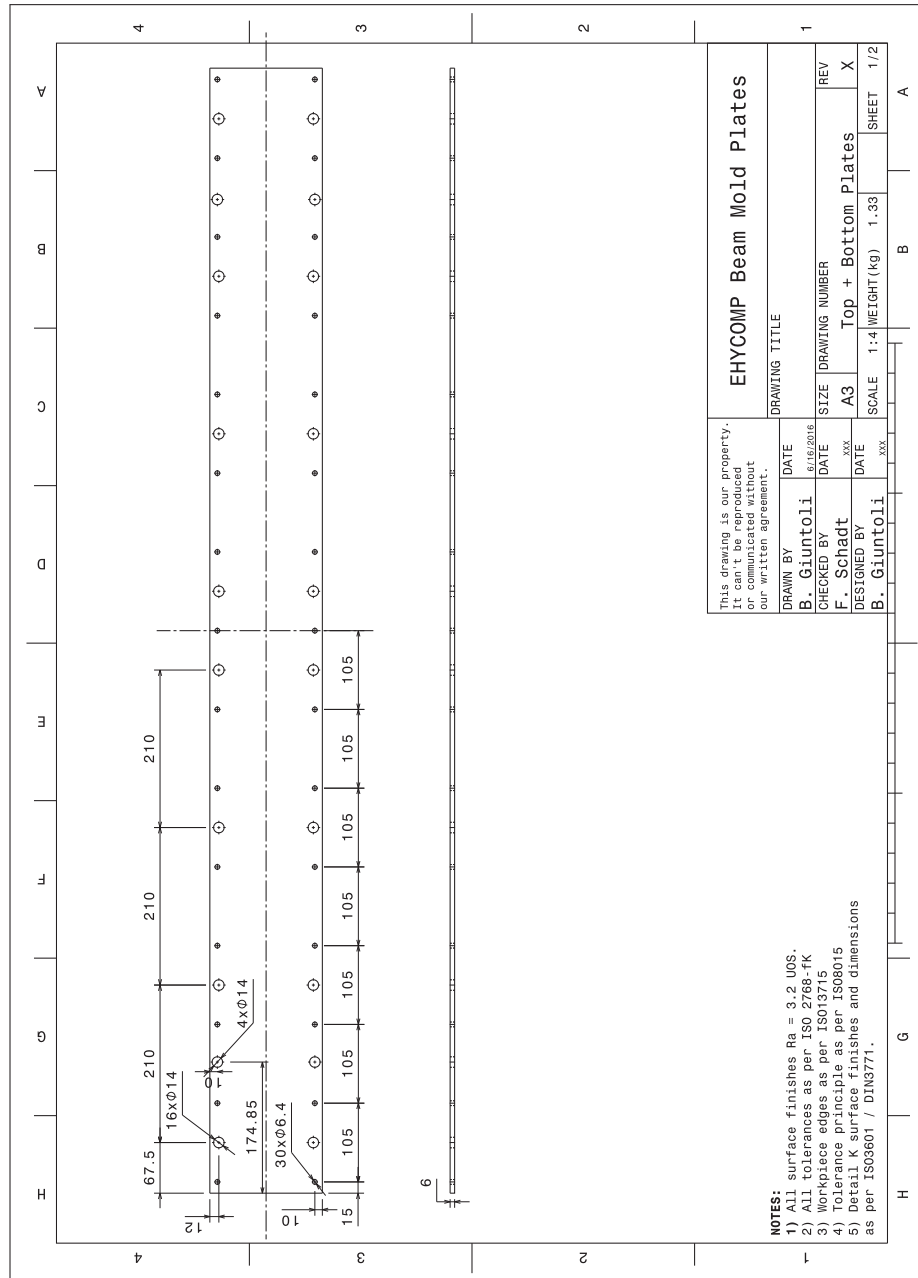 4
3
2
1
A
A
B
B
C
D
E
E
F
F
G
G
H
H
4
3
2
1
210
210
210
67.5
12
10
16xΦ14
4xΦ14
174.85
30xΦ6.4
10
15
105
105
105
105
105
105
105
6
NOTES:
1) All surface finishes Ra = 3.2 UOS.
2) All tolerances as per ISO 2768-fK
3) Workpiece edges as per ISO13715
4) Tolerance principle as per ISO8015
5) Detail K surface finishes and dimensions
as per ISO3601 / DIN3771.
This drawing is our property.
It can't be reproduced
or communicated without
our written agreement.
EHYCOMP Beam Mold Plates
DRAWN BY
B. Giuntoli
DATE
6/16/2016
DRAWING TITLE
CHECKED BY
F. Schadt
DATE
XXX
SIZE
A3
DRAWING NUMBER
Top + Bottom Plates
REV
X
DESIGNED BY
B. Giuntoli
DATE
XXX
SCALE 1:4
WEIGHT(kg) 1.33
SHEET 1/2